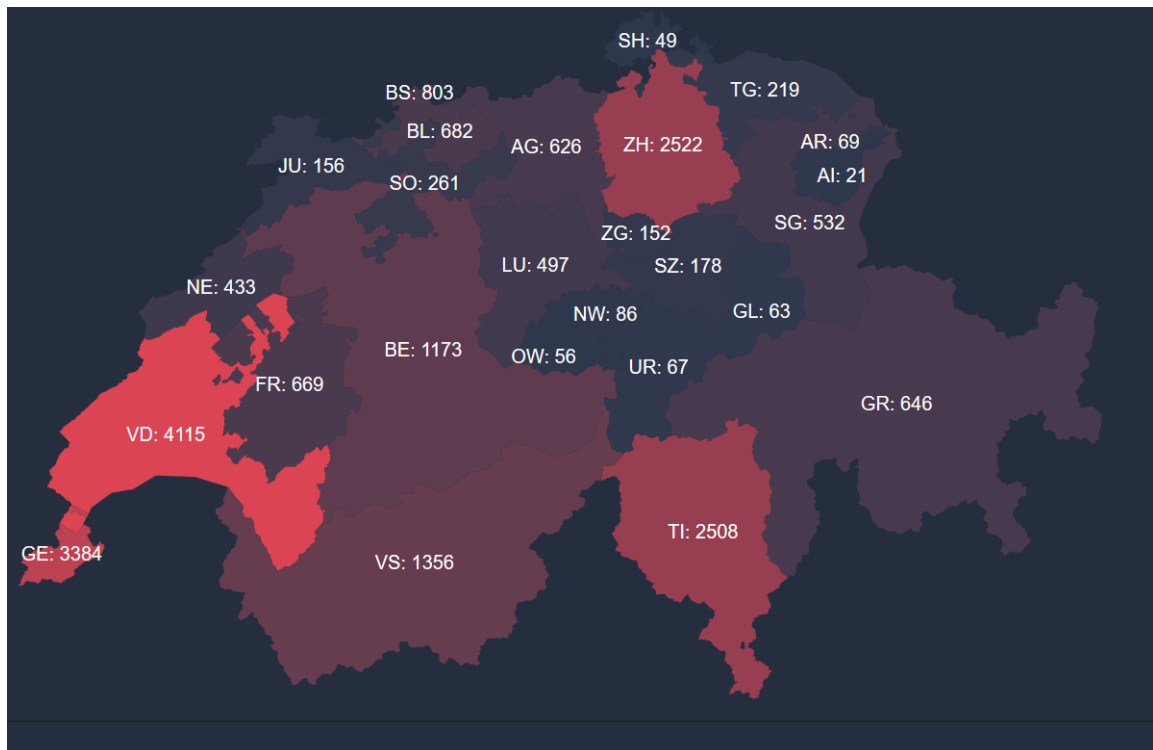 SH: 49
BS: 803
TG: 219
BL: 682
AG: 626
ZH: 2522
AR: 69
JU: 156
SO: 261
AI: 21
ZG: 152
SG: 532
LU: 497
SZ: 178
NE: 433
NW: 86
GL: 63
BE: 1173
OW: 56
UR: 67
FR: 669
GR: 646
VD: 4115
TI: 2508
GE: 3384
VS: 1356